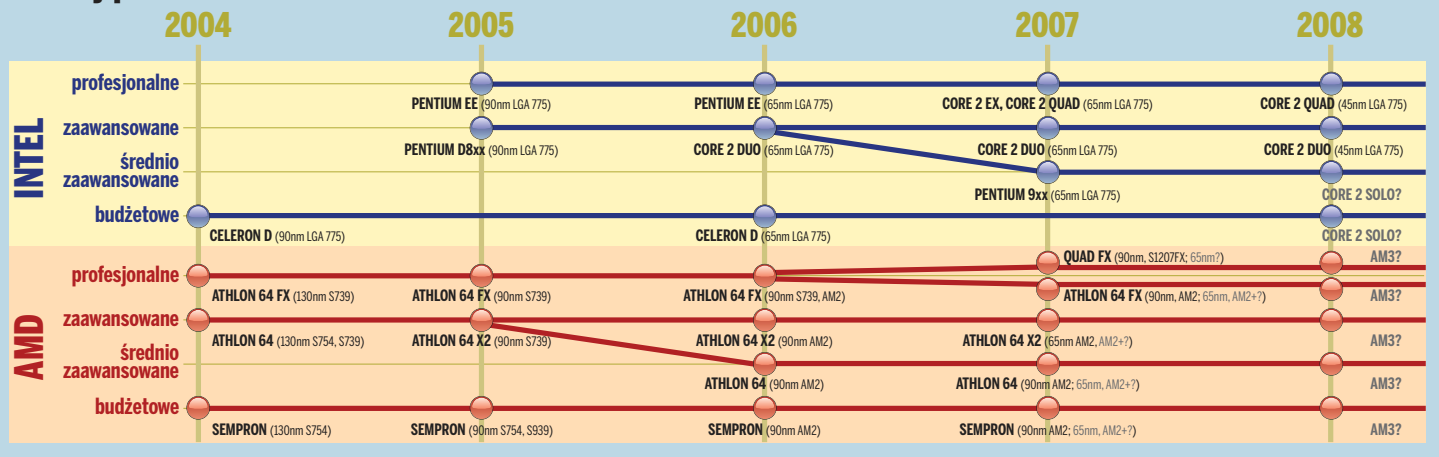 2004 2005 2006 2007 2008
INTEL
profesjonalne
PENTIUM EE (90nm LGA 775) PENTIUM EE (65nm LGA 775) CORE 2 EX, CORE 2 QUAD (65nm LGA 775) CORE 2 QUAD (45nm LGA 775)
zaawansowane
PENTIUM D8xx (90nm LGA 775) CORE 2 DUO (65nm LGA 775) CORE 2 DUO (65nm LGA 775) CORE 2 DUO (45nm LGA 775)
średnio
zaawansowane
PENTIUM 9xx (65nm LGA 775) CORE 2 SOLO?
budżetowe
CELERON D (90nm LGA 775) CELERON D (65nm LGA 775) CORE 2 SOLO?
AMD
QUAD FX (90nm, S1207FX; 65nm?) AM3?
profesjonalne
ATHLON 64 FX (130nm S739) ATHLON 64 FX (90nm S739) ATHLON 64 FX (90nm S739, AM2) ATHLON 64 FX (90nm, AM2; 65nm, AM2+?) AM3?
zaawansowane
ATHLON 64 (130nm S754, S739) ATHLON 64 X2 (90nm S739) ATHLON 64 X2 (90nm AM2) ATHLON 64 X2 (65nm AM2, AM2+?) AM3?
średnio
zaawansowane
ATHLON 64 (90nm AM2) ATHLON 64 (90nm AM2; 65nm, AM2+?) AM3?
budżetowe
SEMPRON (130nm S754) SEMPRON (90nm S754, S939) SEMPRON (90nm AM2) SEMPRON (90nm AM2; 65nm, AM2+?) AM3?